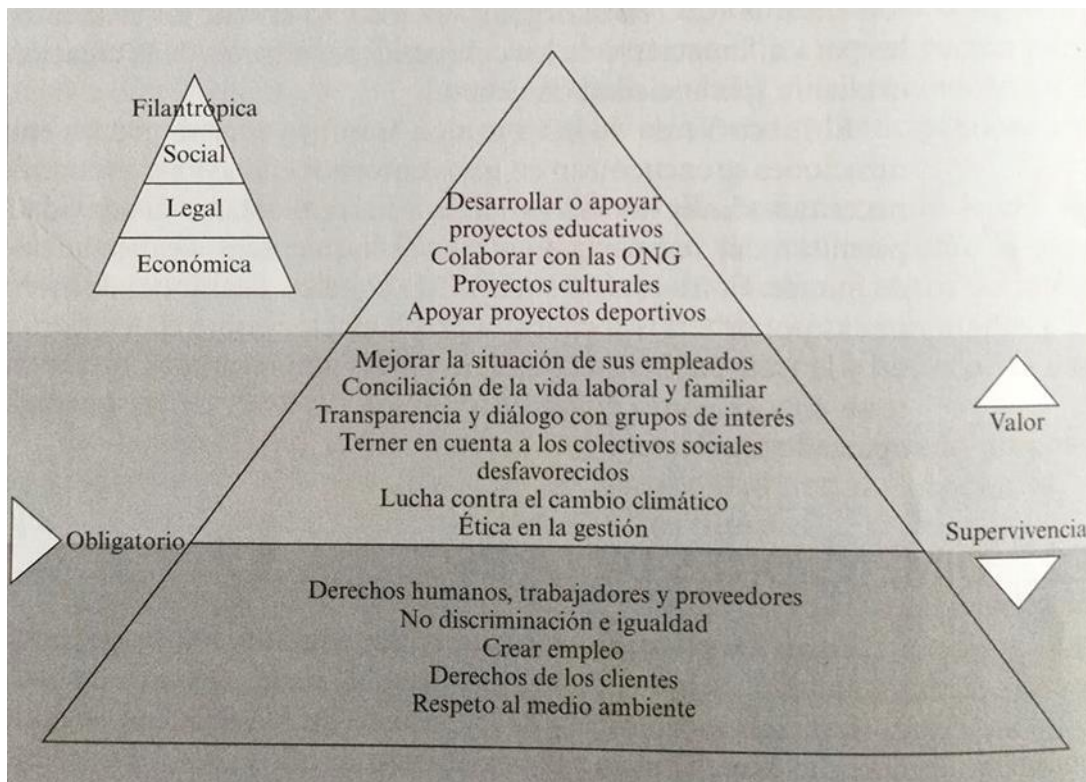 Filantrópica
Social
Legal
Económica
Desarrollar o apoyar
proyectos educativos
Colaborar con las ONG
Proyectos culturales
Apoyar proyectos deportivos
Mejorar la situación de sus empleados
Conciliación de la vida laboral y familiar
Transparencia y diálogo con grupos de interés
Terner en cuenta a los colectivos sociales
desfavorecidos
Lucha contra el cambio climático
Ética en la gestión
Valor
Obligatorio
Supervivencia
Derechos humanos, trabajadores y proveedores
No discriminación e igualdad
Crear empleo
Derechos de los clientes
Respeto al medio ambiente